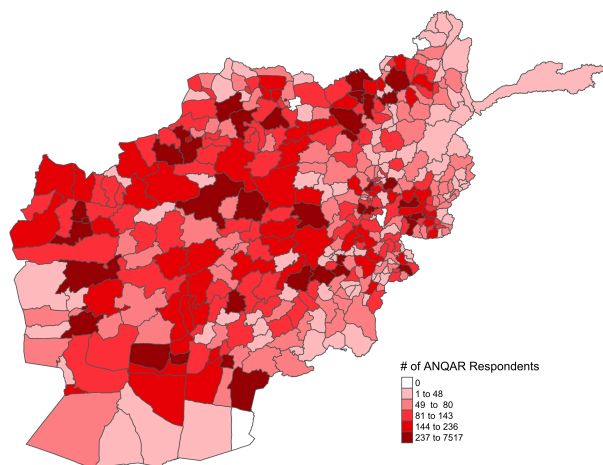 # of ANQAR Respondents
0
1 to 48
49 to 80
81 to 143
144 to 236
237 to 7517